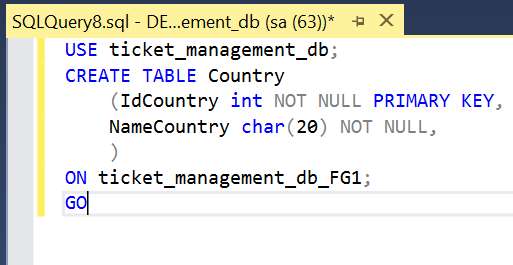 SQLQuery8.sql - DE...ement_db (sa (63))*
USE ticket_management_db;
CREATE TABLE Country
(IdCountry int NOT NULL PRIMARY KEY,
NameCountry char(20) NOT NULL,
)
ON ticket_management_db_FG1;
GO